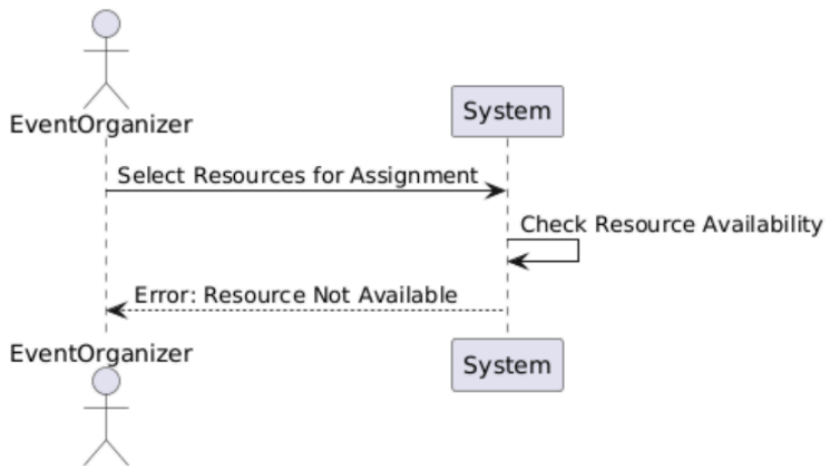 EventOrganizer
System
Select Resources for Assignment
Check Resource Availability
Error: Resource Not Available
EventOrganizer
System